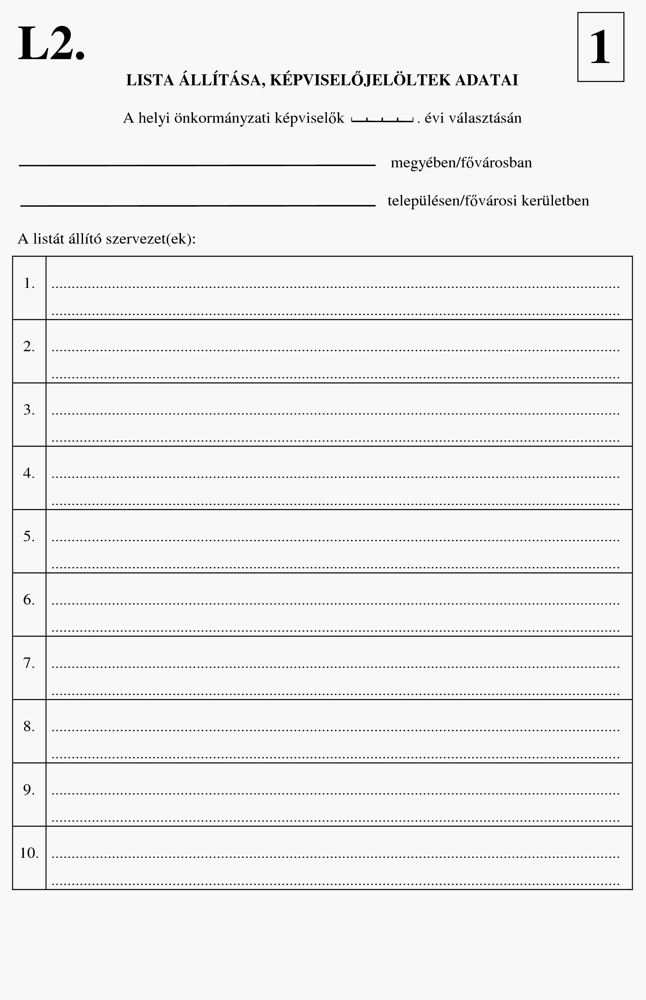 L2.
1
LISTA ÁLLÍTÁSA, KÉPVISELŐJELÖLTEK ADATAI
A helyi önkormányzati képviselők . évi választásán
megyében/fővárosban
településen/fővárosi kerületben
A listát állító szervezet(ek):
1.
2.
3.
4.
5.
6.
7.
8.
9.
10.